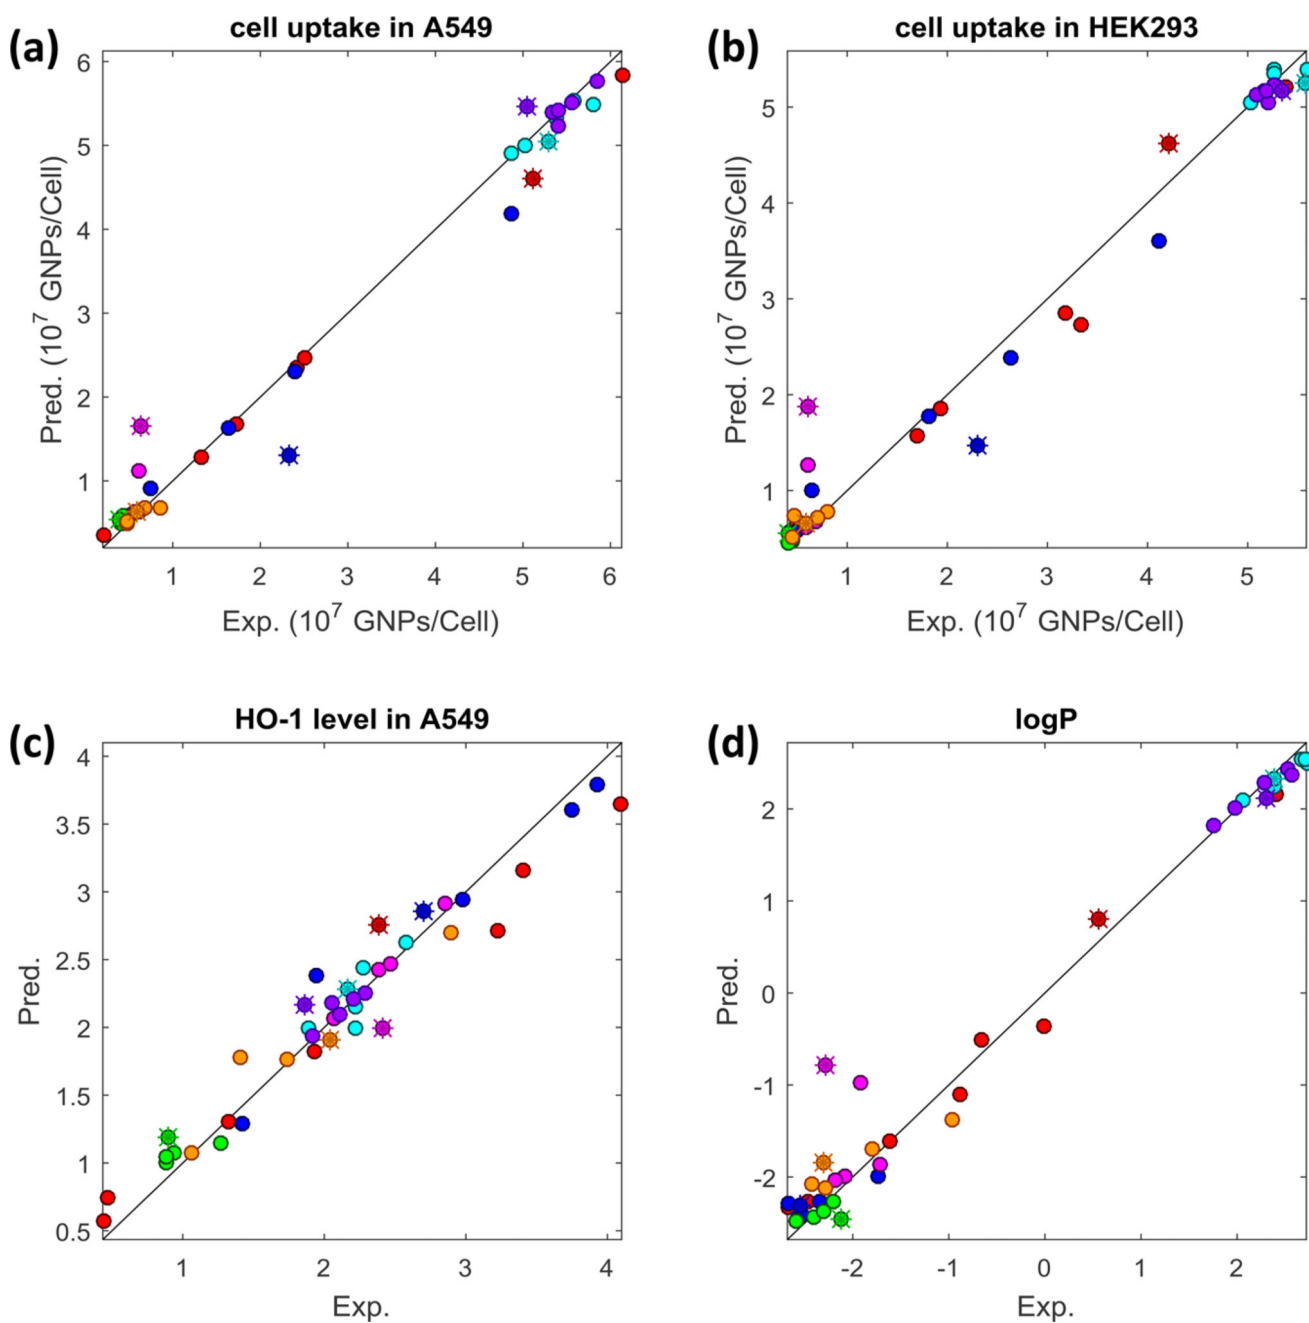 (a)
cell uptake in A549
6
5
4
3
2
1
Pred. (10⁷ GNPs/Cell)
1 2 3 4 5 6
Exp. (10⁷ GNPs/Cell)
(b)
cell uptake in HEK293
5
4
3
2
1
Pred. (10⁷ GNPs/Cell)
1 2 3 4 5
Exp. (10⁷ GNPs/Cell)
(c)
HO-1 level in A549
4
3.5
3
2.5
2
1.5
1
0.5
Pred.
1 2 3 4
Exp.
(d)
logP
2
1
0
-1
-2
Pred.
-2 -1 0 1 2
Exp.